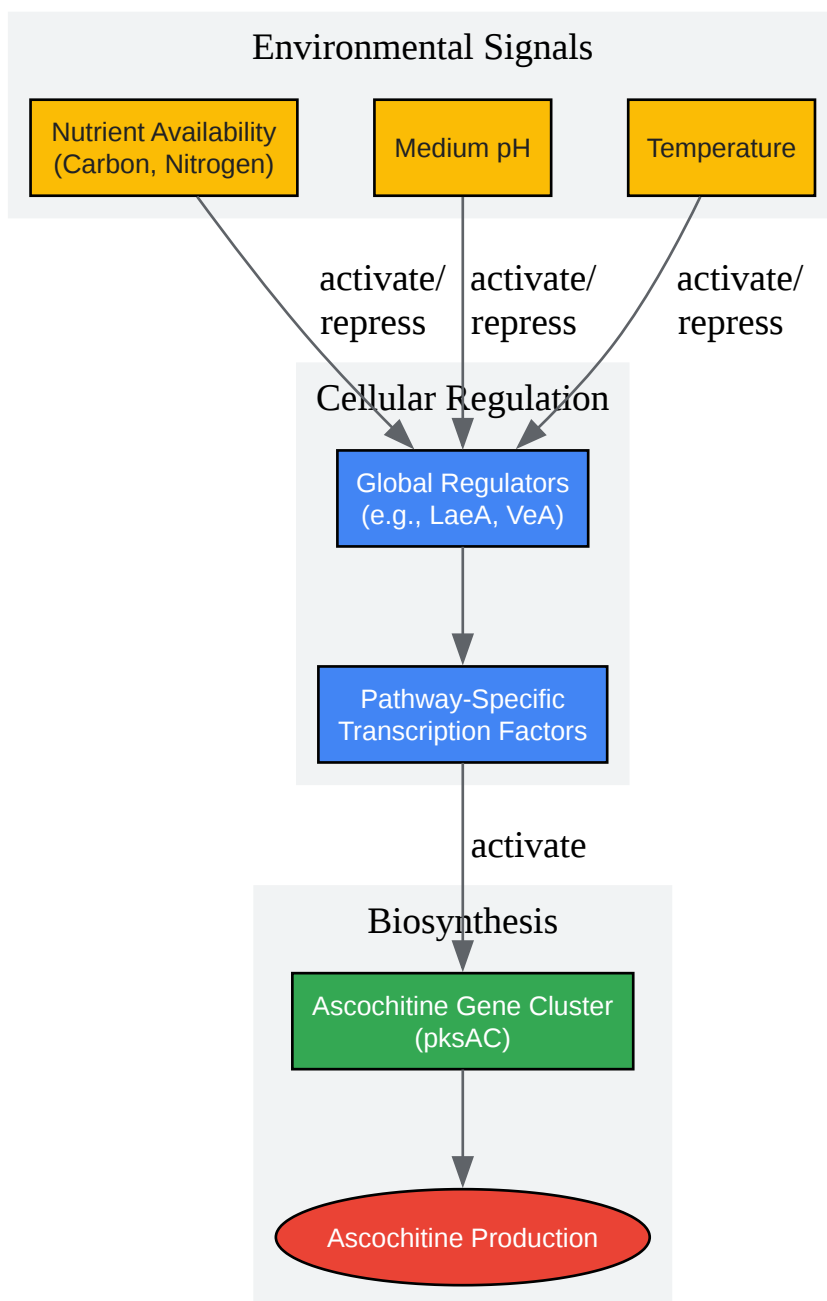 Environmental Signals
Nutrient Availability
(Carbon, Nitrogen)
Medium pH
Temperature
activate/
repress
activate/
repress
activate/
repress
Cellular Regulation
Global Regulators
(e.g., LaeA, VeA)
Pathway-Specific
Transcription Factors
activate
Biosynthesis
Ascochitine Gene Cluster
(pksAC)
Ascochitine Production